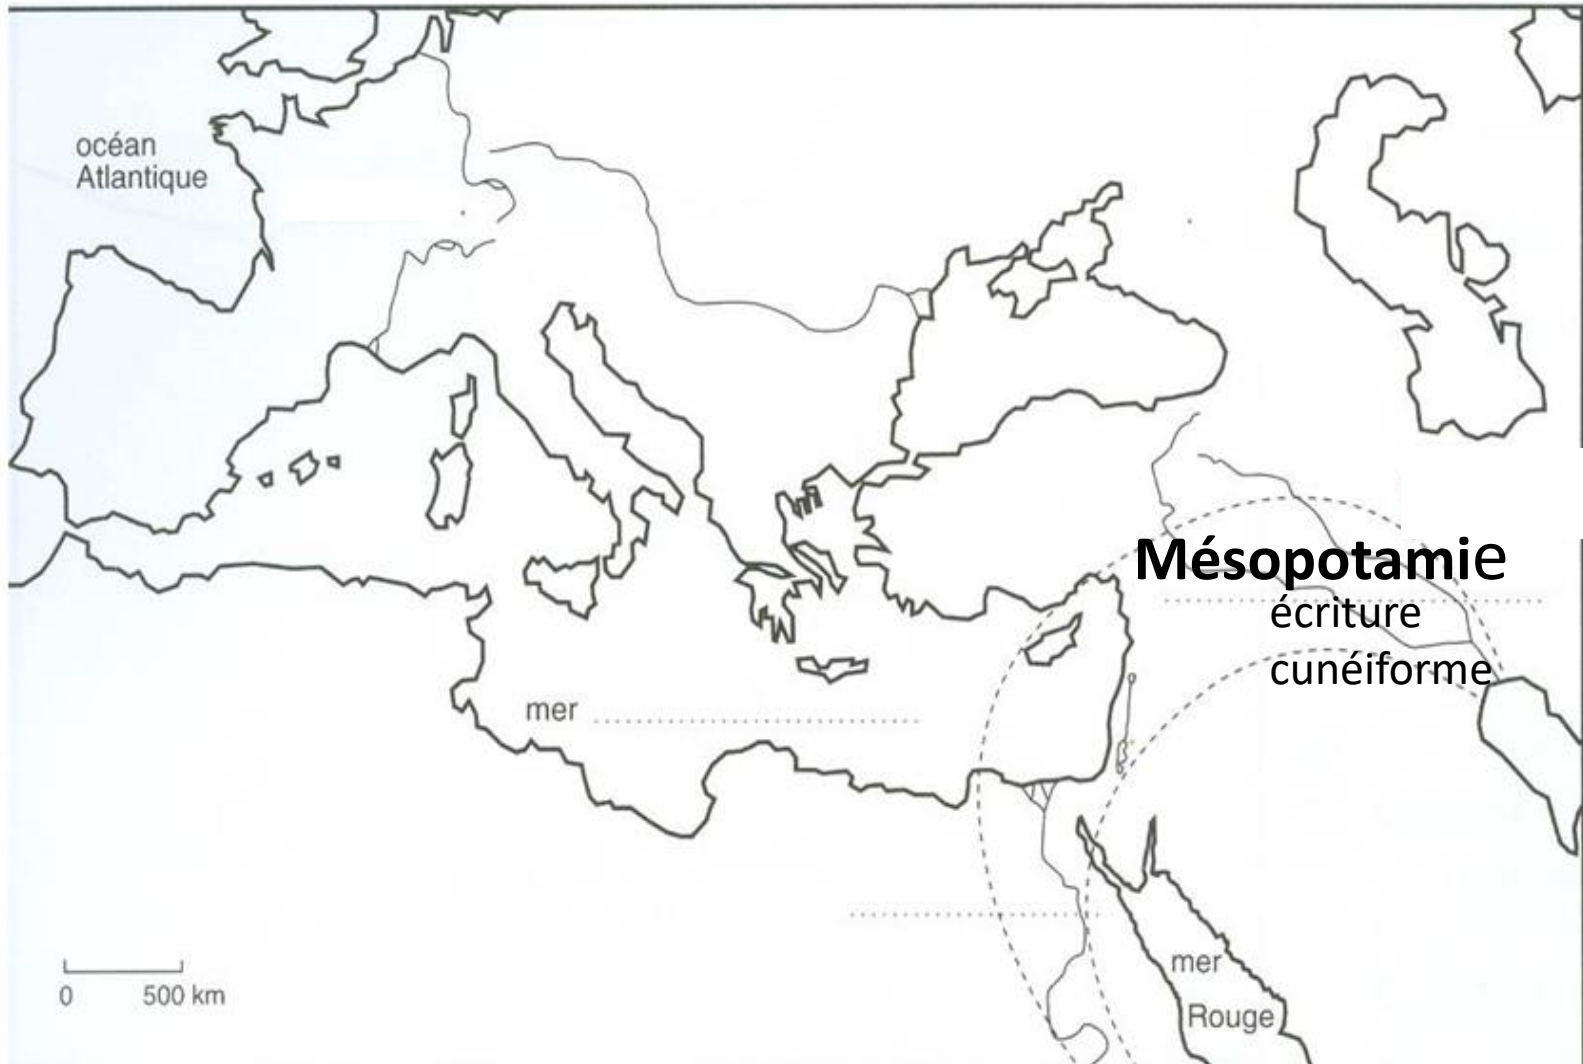 océan
Atlantique
Mésopotamie
écriture
cunéiforme
mer
mer
Rouge
0 500 km